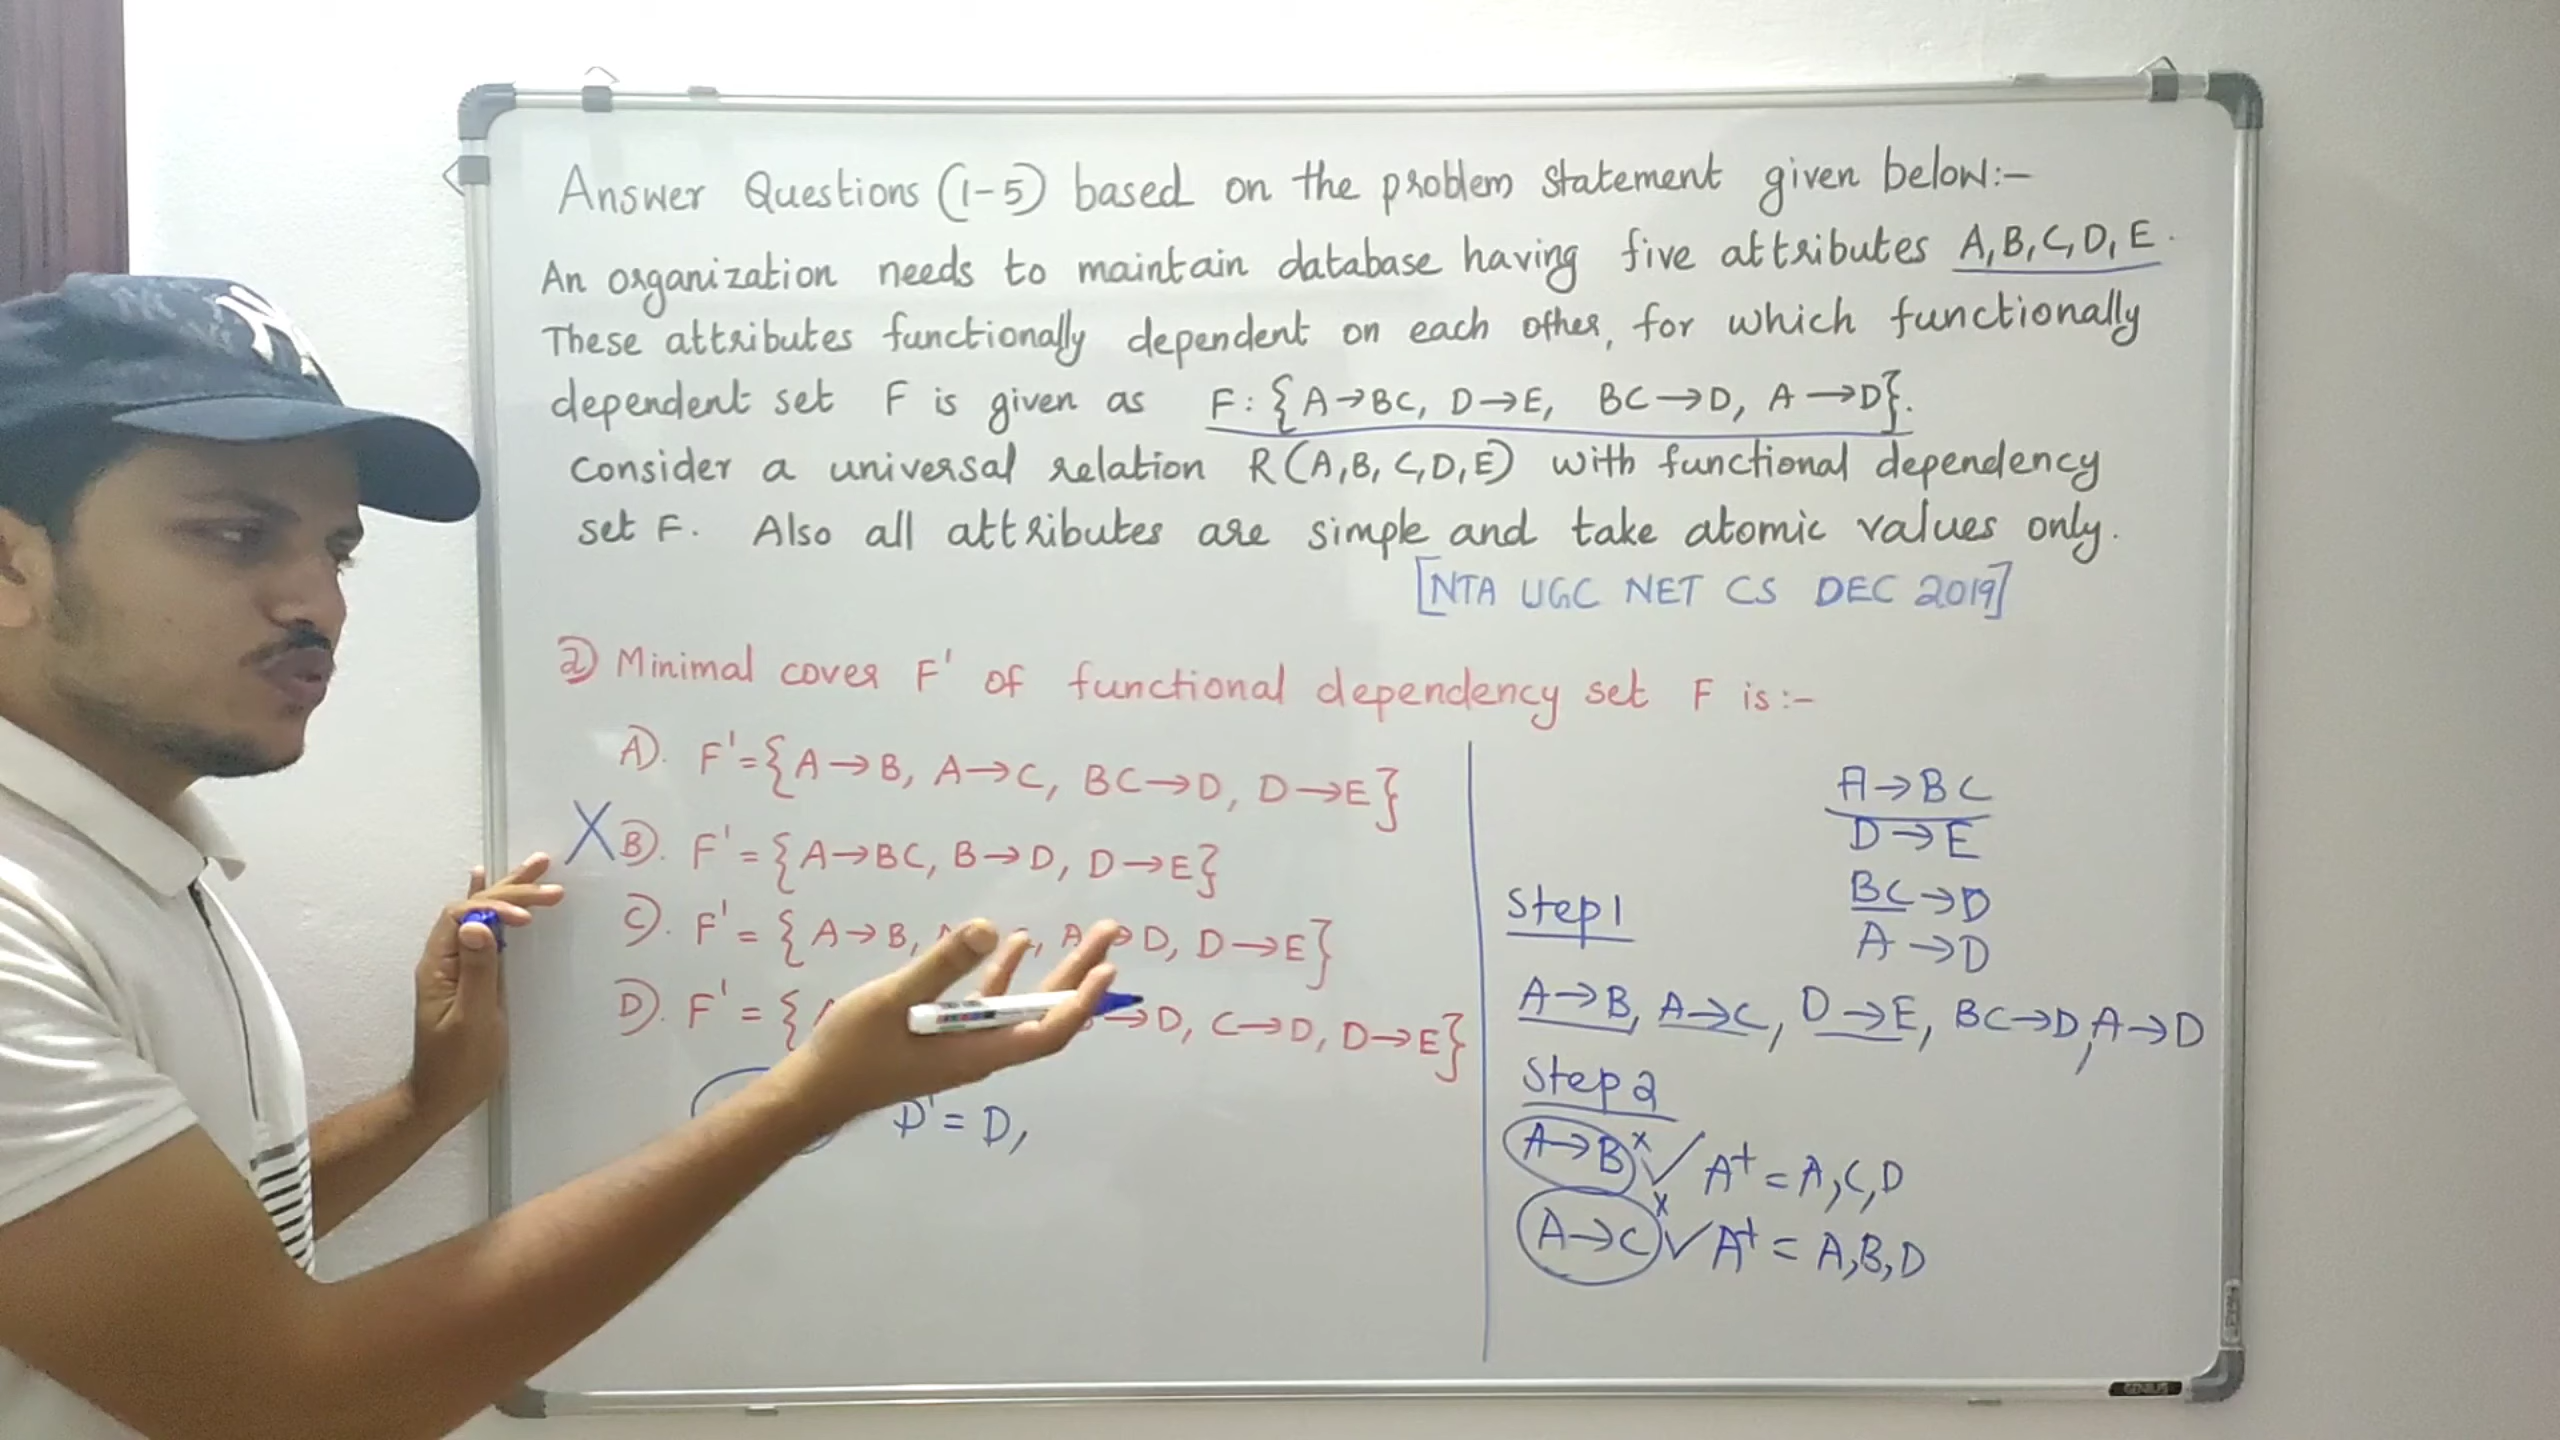 Answer Questions (1-5) based on the problem statement given below:-
An organization needs to maintain database having five attributes A,B,C,D,E.
These attributes functionally dependent on each other, for which functionally
dependent set F is given as F: {A→BC, D→E, BC→D, A→D}.
Consider a universal relation R(A,B,C,D,E) with functional dependency
set F. Also all attributes are simple and take atomic values only.
[NTA UGC NET CS DEC 2019]
2) Minimal cover F' of functional dependency set F is:-
A). F'={A→B, A→C, BC→D, D→E}
X B). F'={A→BC, B→D, D→E}
C). F'={A→B, A→D, D→E}
D). F'={ →D, C→D, D→E}
D'=D,
A→BC
D→E
BC→D
A→D
Step1
A→B, A→C, D→E, BC→D, A→D
Step2
A→B x ✓ A+ = A,C,D
A→C x ✓ A+ = A,B,D